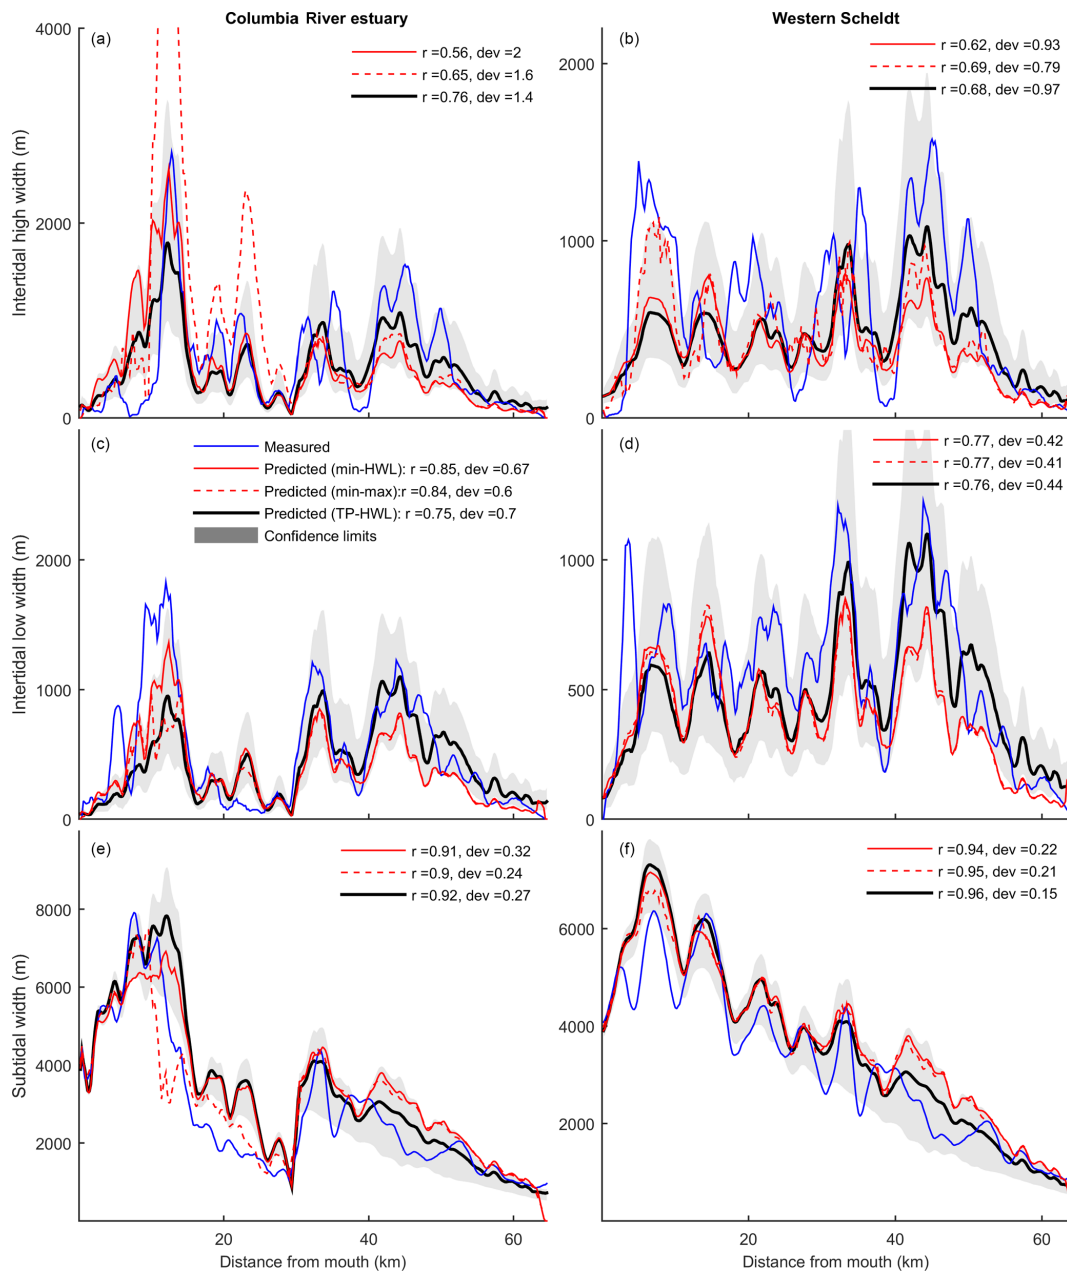 Columbia River estuary
Western Scheldt
(a)
r =0.56, dev =2
r =0.65, dev =1.6
r =0.76, dev =1.4
4000
2000
0
Intertidal high width (m)
20
40
60
(b)
r =0.62, dev =0.93
r =0.69, dev =0.79
r =0.68, dev =0.97
2000
1000
0
20
40
60
(c)
Measured
Predicted (min-HWL): r =0.85, dev =0.67
Predicted (min-max):r =0.84, dev =0.6
Predicted (TP-HWL): r =0.75, dev =0.7
Confidence limits
2000
1000
0
Intertidal low width (m)
(d)
r =0.77, dev =0.42
r =0.77, dev =0.41
r =0.76, dev =0.44
1000
500
0
(e)
r =0.91, dev =0.32
r =0.9, dev =0.24
r =0.92, dev =0.27
8000
6000
4000
2000
Subtidal width (m)
20
40
60
Distance from mouth (km)
(f)
r =0.94, dev =0.22
r =0.95, dev =0.21
r =0.96, dev =0.15
6000
4000
2000
20
40
60
Distance from mouth (km)